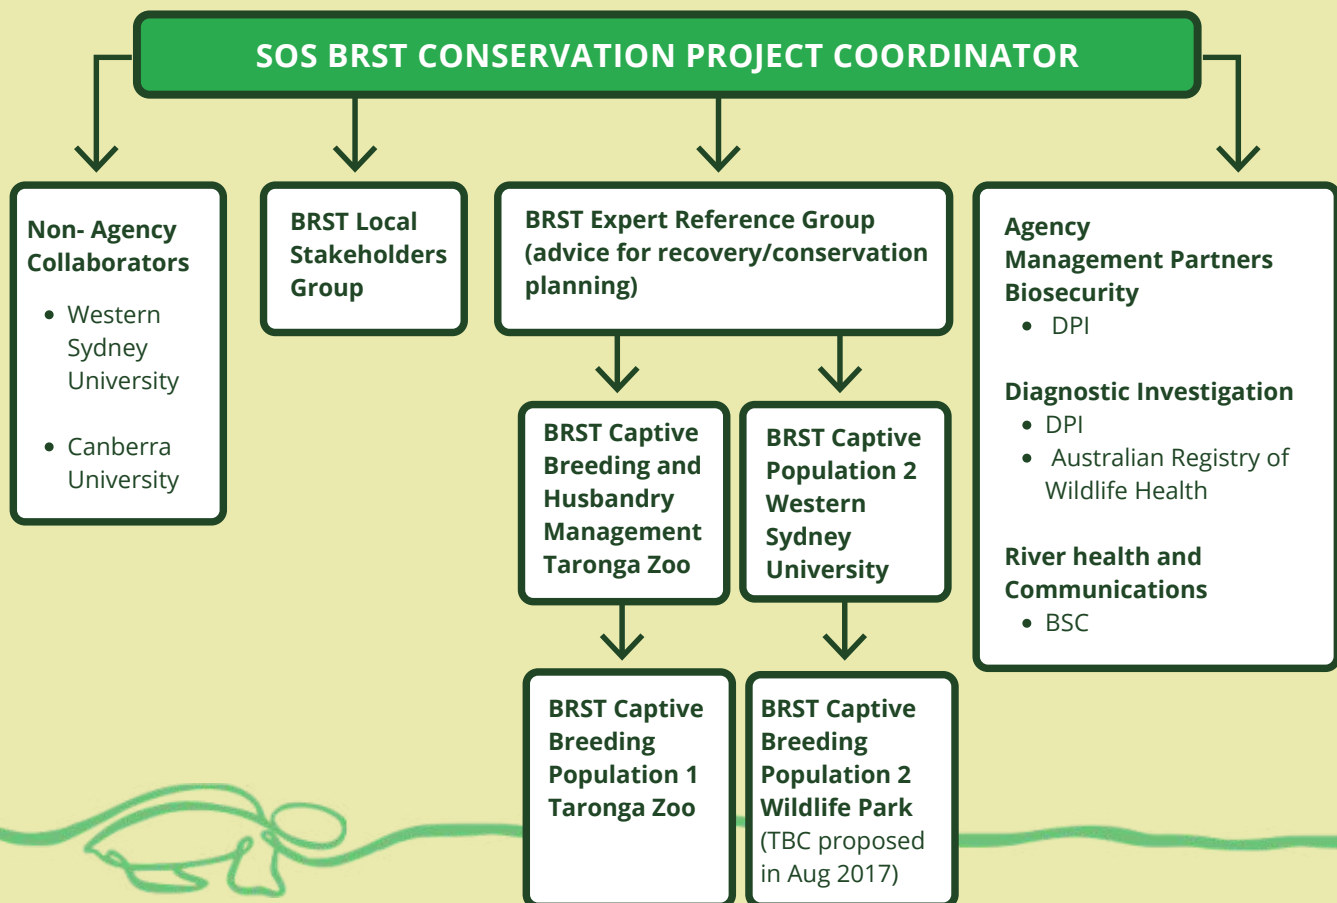 SOS BRST CONSERVATION PROJECT COORDINATOR
Non- Agency
Collaborators
• Western
Sydney
University
• Canberra
University
BRST Local
Stakeholders
Group
BRST Expert Reference Group
(advice for recovery/conservation
planning)
BRST Captive
Breeding and
Husbandry
Management
Taronga Zoo
BRST Captive
Population 2
Western
Sydney
University
BRST Captive
Breeding
Population 1
Taronga Zoo
BRST Captive
Breeding
Population 2
Wildlife Park
(TBC proposed
in Aug 2017)
Agency
Management Partners
Biosecurity
• DPI
Diagnostic Investigation
• DPI
• Australian Registry of
Wildlife Health
River health and
Communications
• BSC